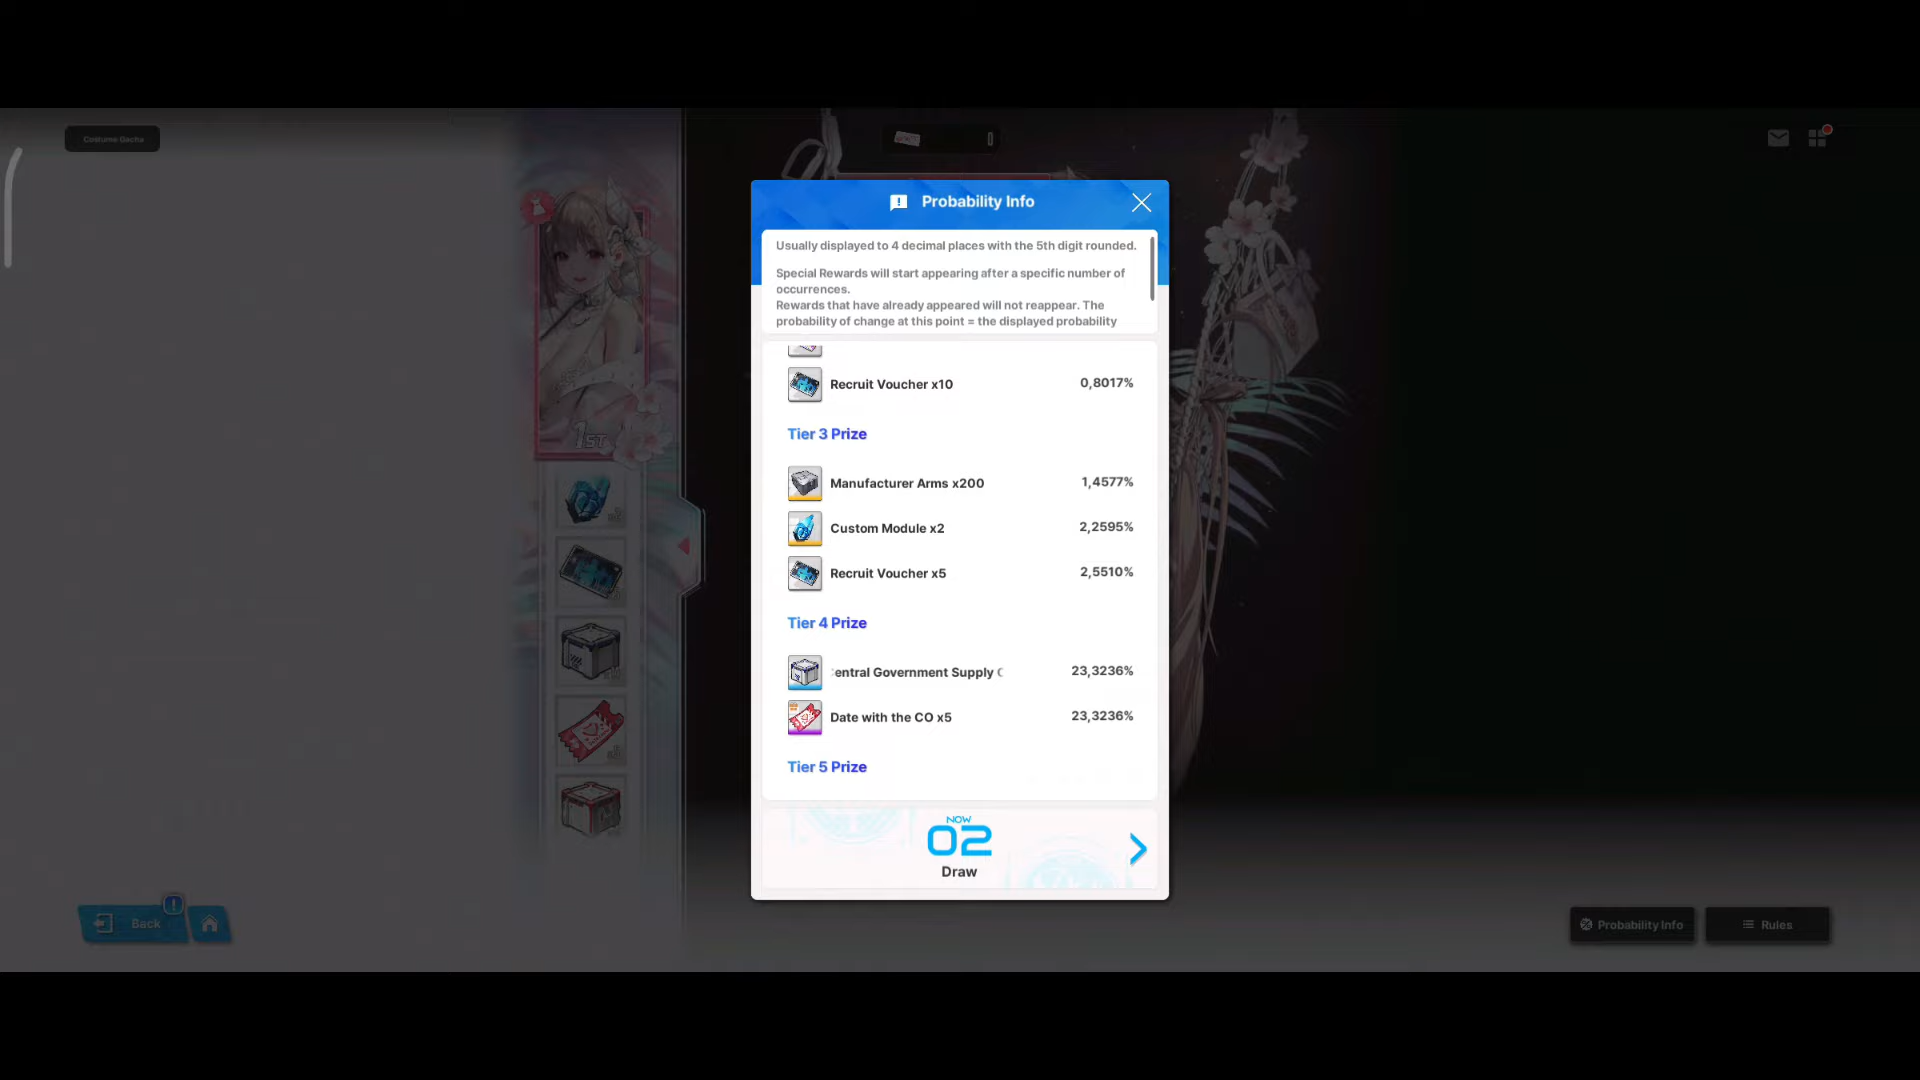 Costume Gacha
0
Probability Info
Usually displayed to 4 decimal places with the 5th digit rounded.
Special Rewards will start appearing after a specific number of
occurrences.
Rewards that have already appeared will not reappear. The
probability of change at this point = the displayed probability
Recruit Voucher x10 0,8017%
Tier 3 Prize
Manufacturer Arms x200 1,4577%
Custom Module x2 2,2595%
Recruit Voucher x5 2,5510%
Tier 4 Prize
entral Government Supply C 23,3236%
Date with the CO x5 23,3236%
Tier 5 Prize
NOW
02
Draw
1ST
Back
Probability Info
Rules